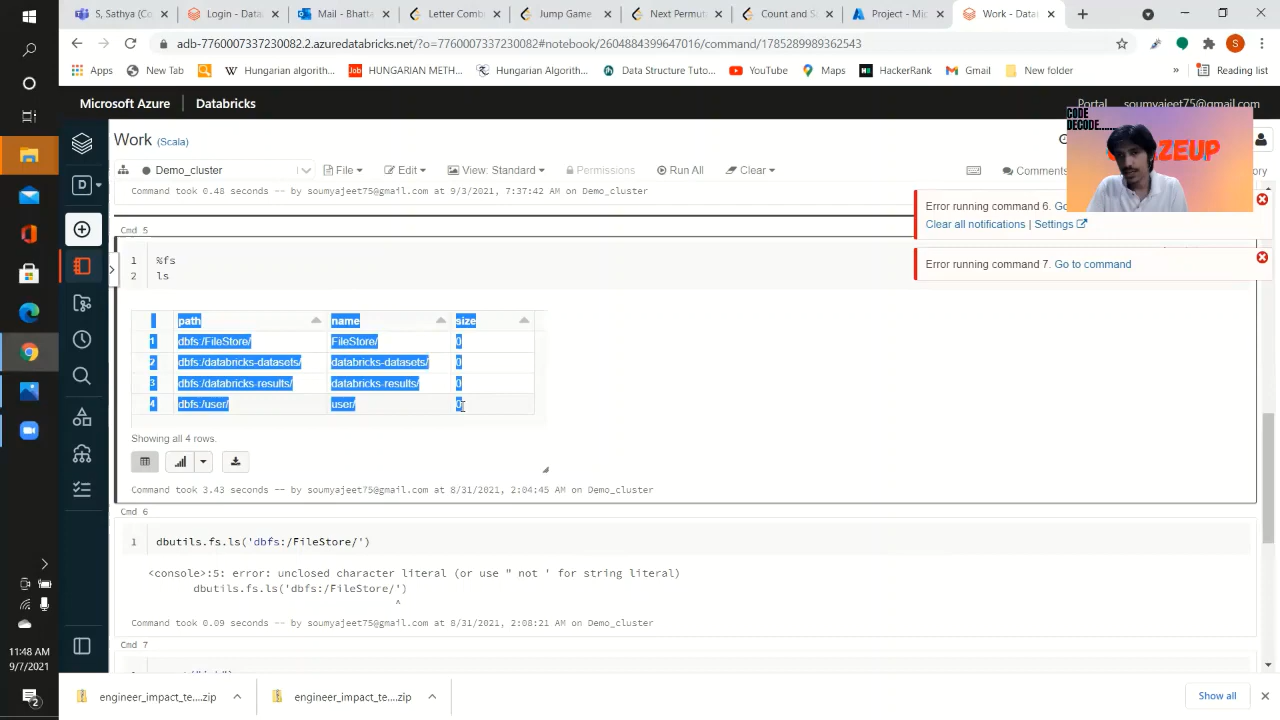 S, Sathya (Co
Login - Data
Mail - Bhatta
Letter Comb
Jump Game
Next Permut
Count and S
Project - Mic
Work - Data
adb-7760007337230082.2.azuredatabricks.net/?o=7760007337230082#notebook/2604884399647016/command/1785289989362543
S
Apps
New Tab
Hungarian algorith...
HUNGARIAN METH...
Hungarian Algorith...
Data Structure Tuto...
YouTube
Maps
HackerRank
Gmail
New folder
»
Reading list
Microsoft Azure
Databricks
Portal
soumyajeet75@gmail.com
CODE
DECODE......
Work (Scala)
Demo_cluster
File
Edit
View: Standard
Permissions
Run All
Clear
Comments
Command took 0.48 seconds -- by soumyajeet75@gmail.com at 9/3/2021, 7:37:42 AM on Demo_cluster
Error running command 6. Go
Clear all notifications | Settings
Error running command 7. Go to command
Cmd 5
1 %fs
2 ls
path name size
1 dbfs:/FileStore/ FileStore/ 0
2 dbfs:/databricks-datasets/ databricks-datasets/ 0
3 dbfs:/databricks-results/ databricks-results/ 0
4 dbfs:/user/ user/ 0
Showing all 4 rows.
Command took 3.43 seconds -- by soumyajeet75@gmail.com at 8/31/2021, 2:04:45 AM on Demo_cluster
Cmd 6
1 dbutils.fs.ls('dbfs:/FileStore/')
<console>:5: error: unclosed character literal (or use " not ' for string literal)
dbutils.fs.ls('dbfs:/FileStore/')
^
Command took 0.09 seconds -- by soumyajeet75@gmail.com at 8/31/2021, 2:08:21 AM on Demo_cluster
Cmd 7
11:48 AM
9/7/2021
2
engineer_impact_te....zip
engineer_impact_te....zip
Show all